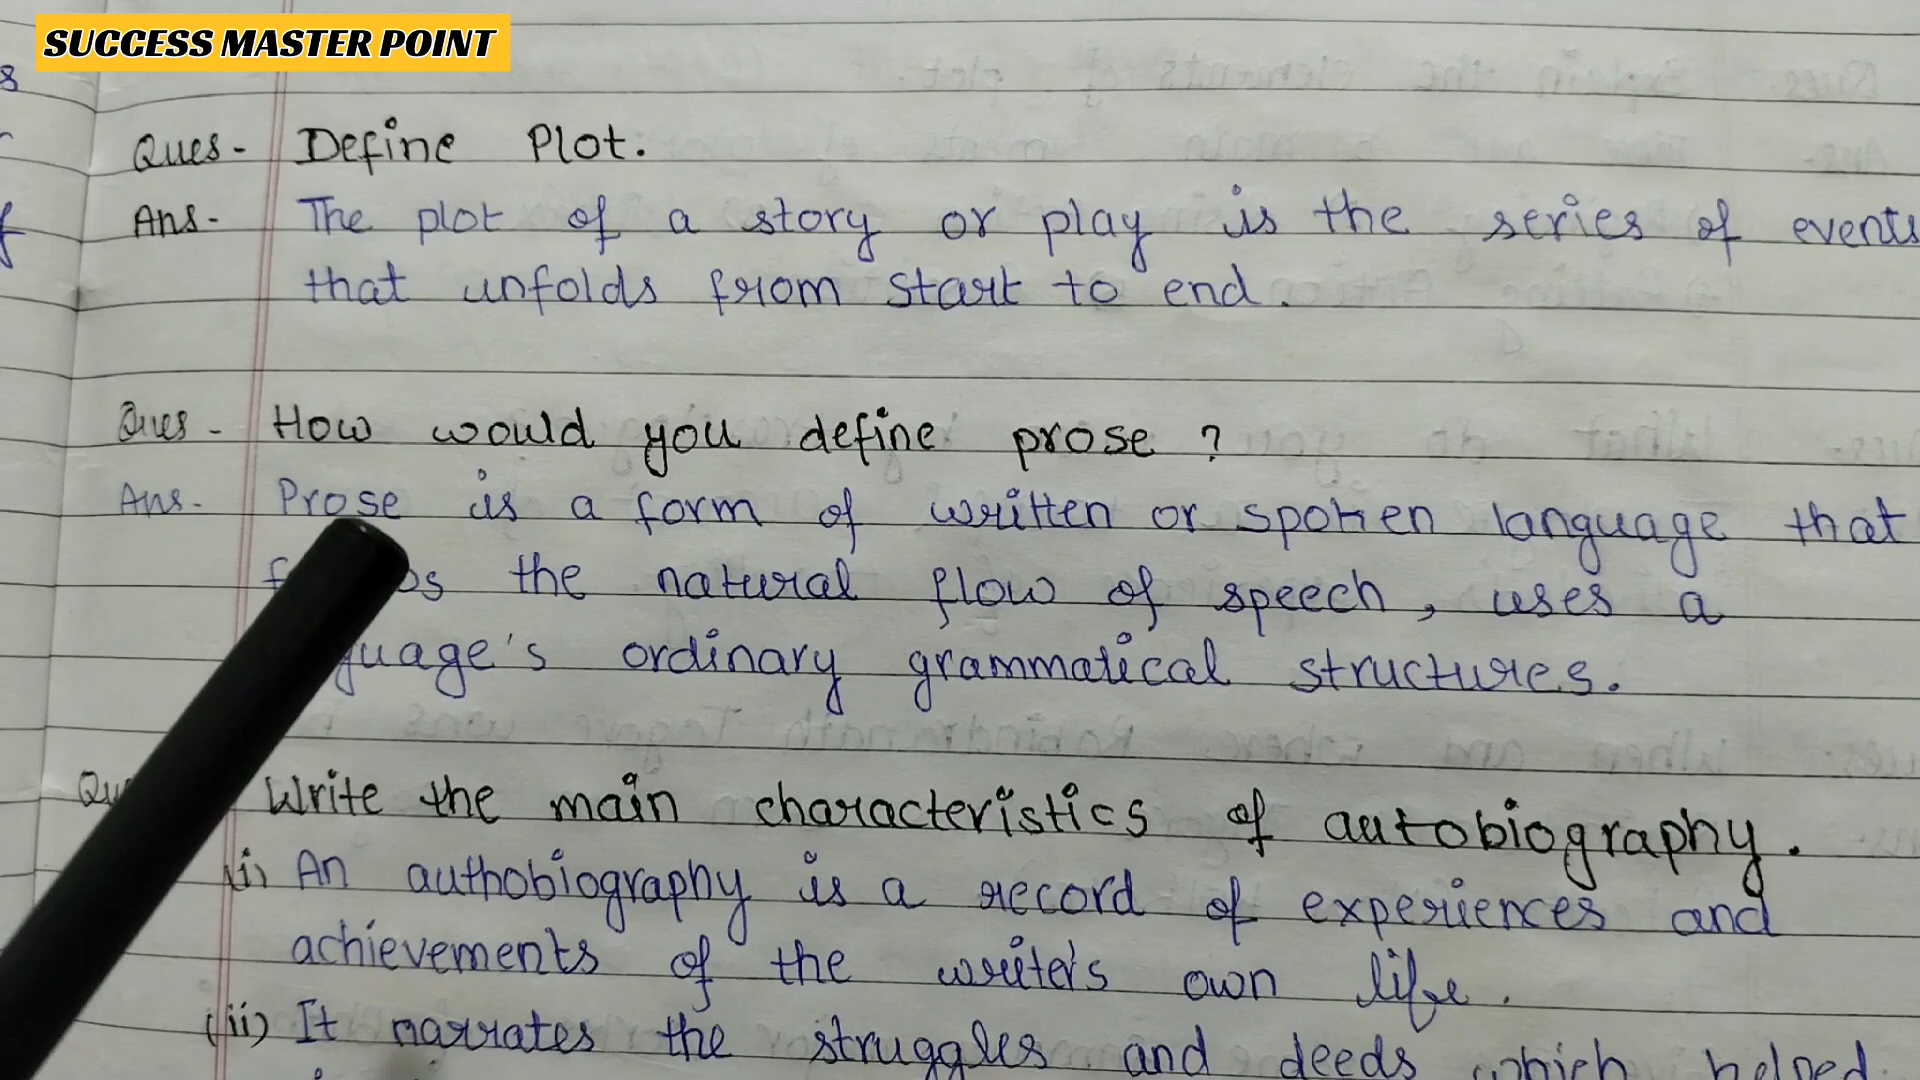 SUCCESS MASTER POINT
Ques- Define Plot.
Ans- The plot of a story or play is the series of events
that unfolds from start to end.
Ques- How would you define prose ?
Ans- Prose is a form of written or spoken language that
the natural flow of speech, uses a
ordinary grammatical structures.
Write the main characteristics of autobiography.
(i) An authobiography is a record of experiences and
achievements of the writer's own life.
(ii) It narrates the struggles and deeds which helped